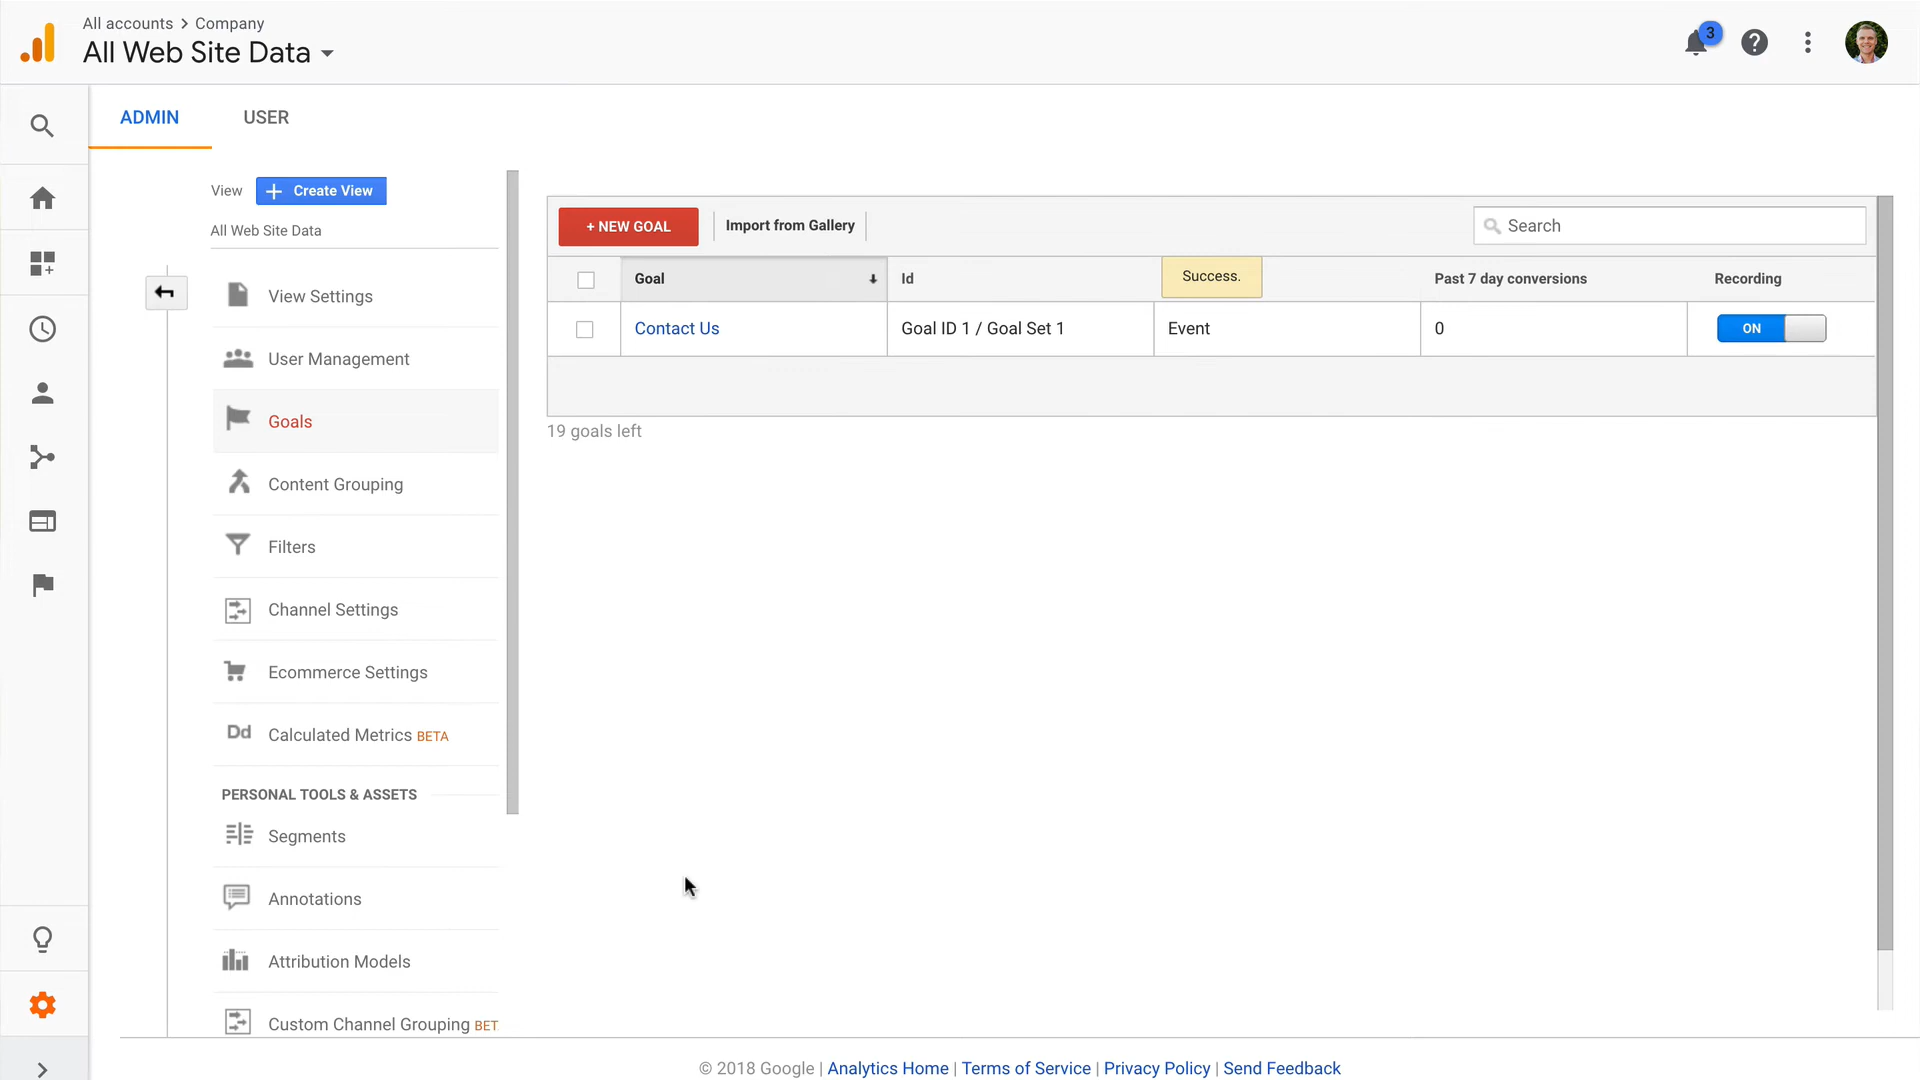 All accounts > Company
All Web Site Data
3
ADMIN
USER
View
+ Create View
All Web Site Data
View Settings
User Management
Goals
Content Grouping
Filters
Channel Settings
Ecommerce Settings
Dd Calculated Metrics BETA
PERSONAL TOOLS & ASSETS
Segments
Annotations
Attribution Models
Custom Channel Grouping BET
+ NEW GOAL
Import from Gallery
Search
Goal
Id
Success.
Past 7 day conversions
Recording
Contact Us
Goal ID 1 / Goal Set 1
Event
0
ON
19 goals left
© 2018 Google | Analytics Home | Terms of Service | Privacy Policy | Send Feedback